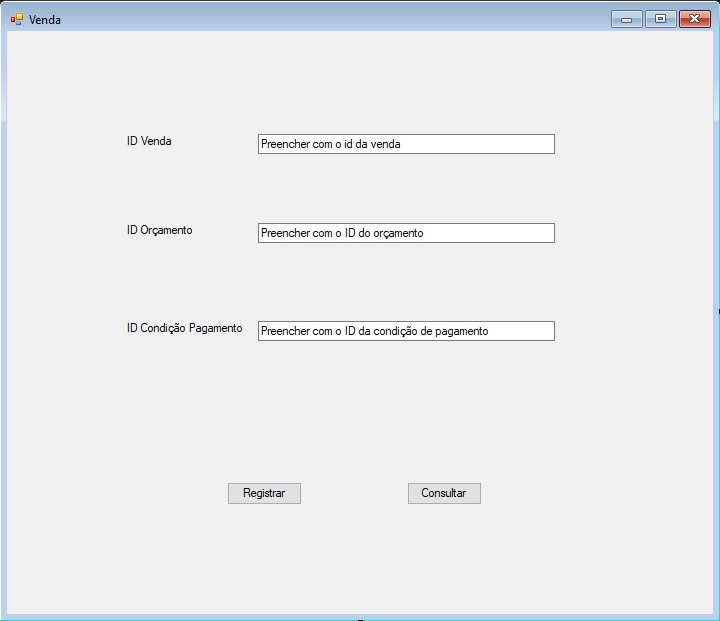 Venda
ID Venda
Preencher com o id da venda
ID Orçamento
Preencher com o ID do orçamento
ID Condição Pagamento
Preencher com o ID da condição de pagamento
Registrar
Consultar